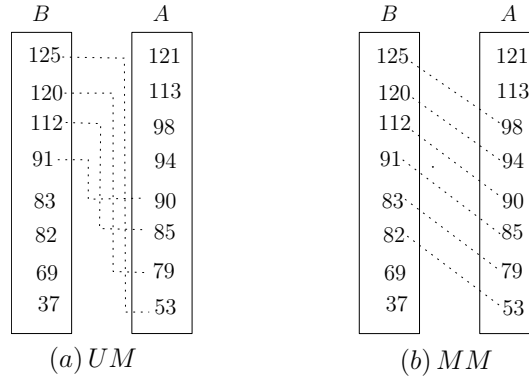 B A B A
125 121 125 121
120 113 120 113
112 98 112 98
91 94 91 94
83 90 83 90
82 85 82 85
69 79 69 79
37 53 37 53
(a) UM (b) MM